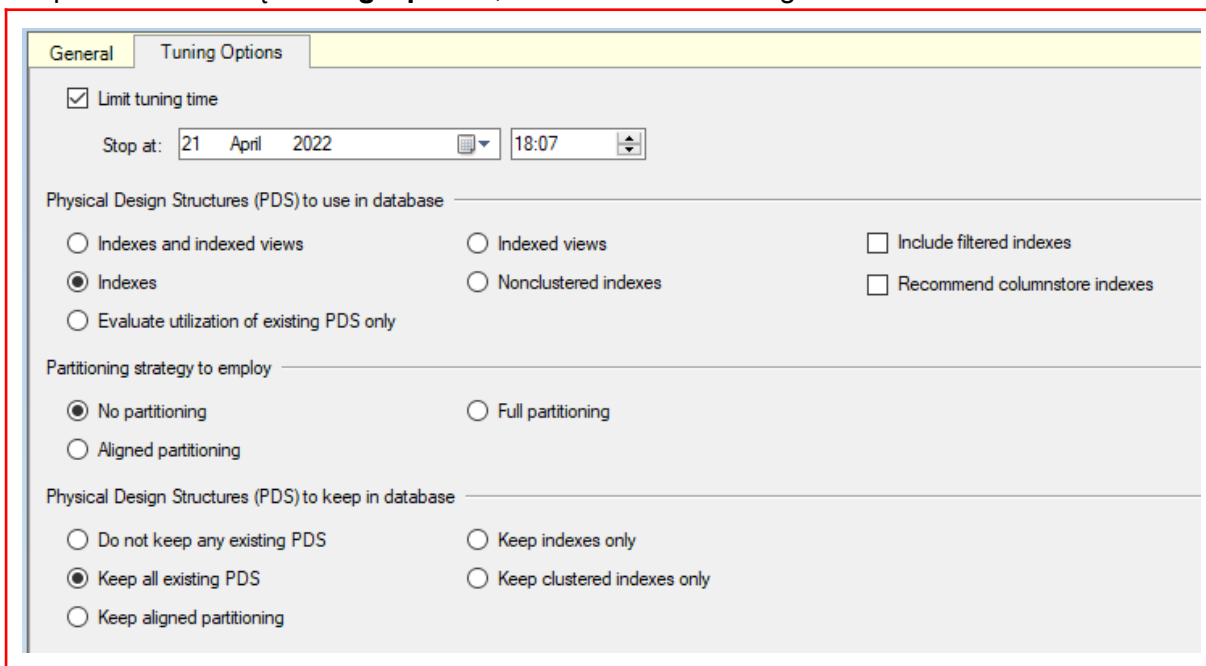 General Tuning Options
Limit tuning time
Stop at: 21 April 2022 18:07
Physical Design Structures (PDS) to use in database
Indexes and indexed views Indexed views Include filtered indexes
Indexes Nonclustered indexes Recommend columnstore indexes
Evaluate utilization of existing PDS only
Partitioning strategy to employ
No partitioning Full partitioning
Aligned partitioning
Physical Design Structures (PDS) to keep in database
Do not keep any existing PDS Keep indexes only
Keep all existing PDS Keep clustered indexes only
Keep aligned partitioning